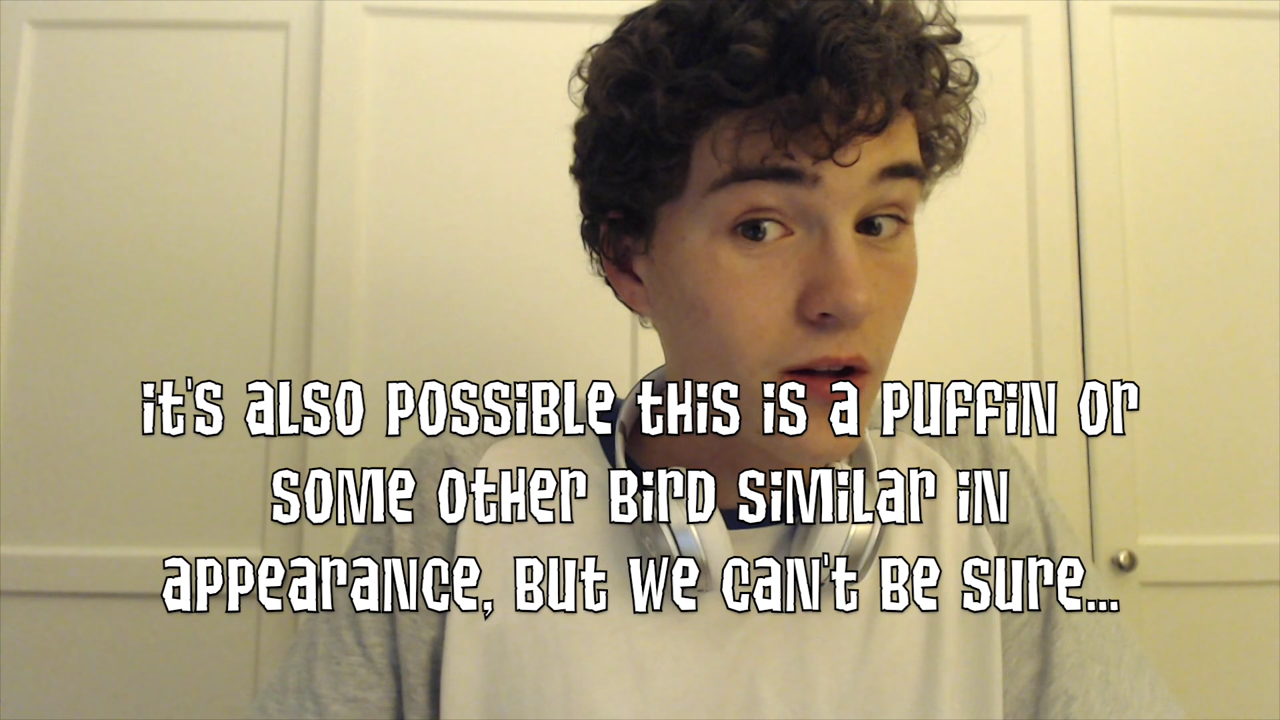 it's also possible this is a puffin or
some other bird similar in
appearance, but we can't be sure...